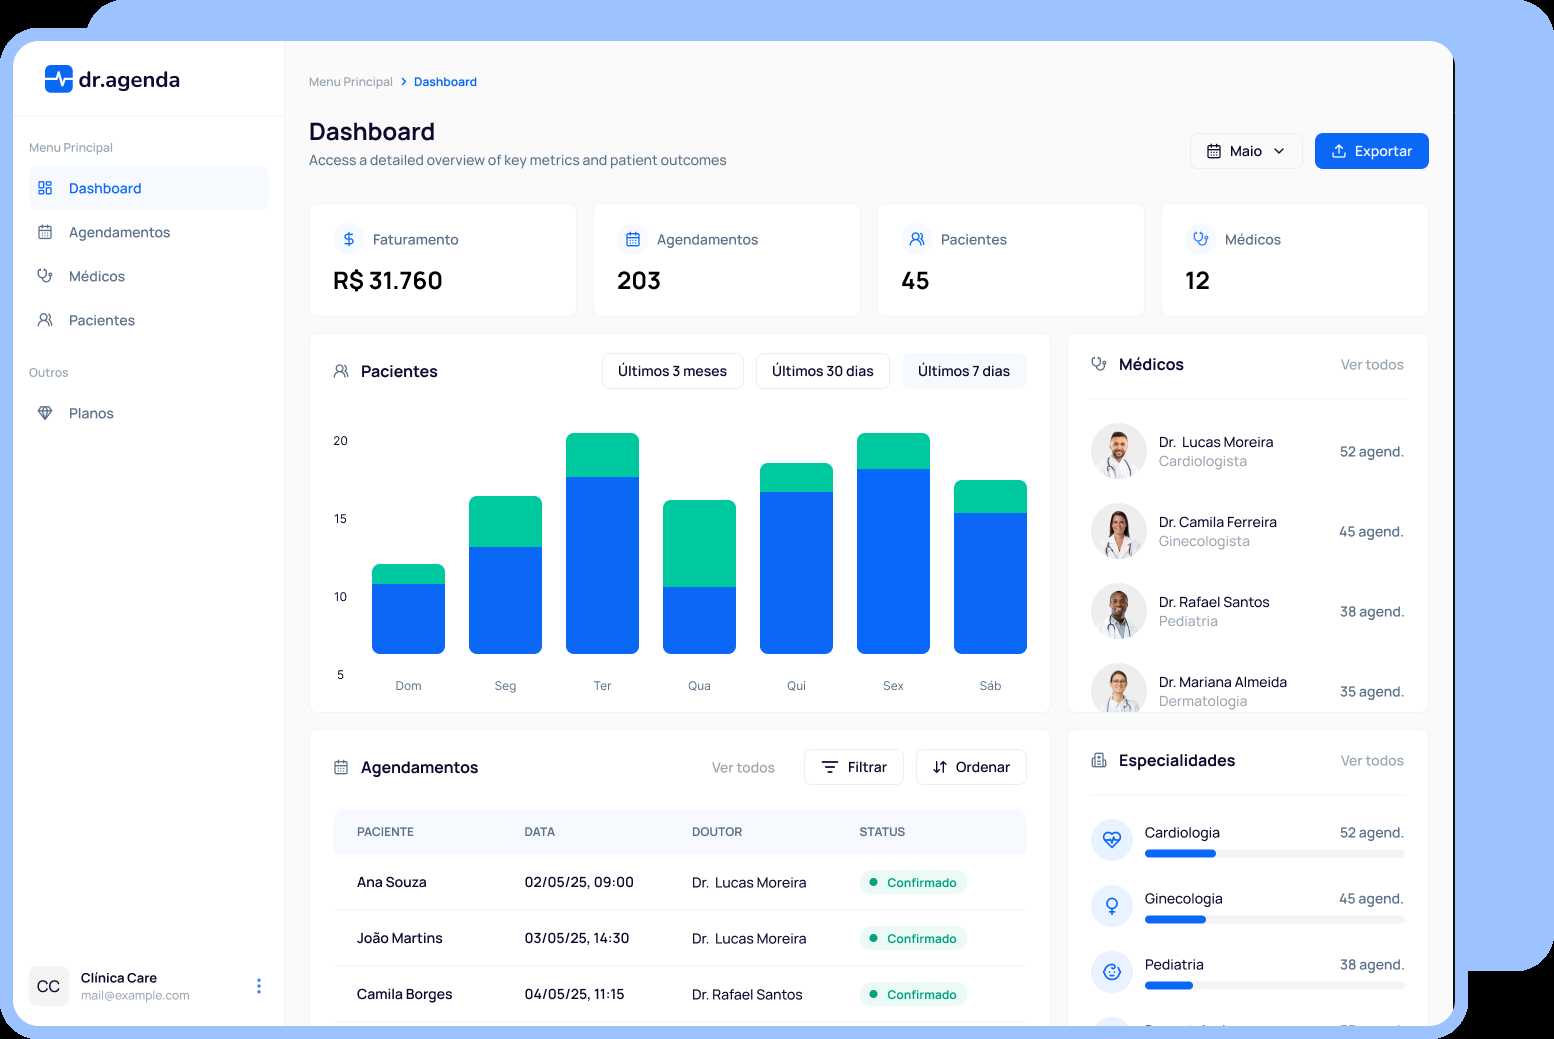 dr.agenda
Menu Principal
Dashboard
Agendamentos
Médicos
Pacientes
Outros
Planos
CC
Clínica Care
mail@example.com
Menu Principal > Dashboard
Dashboard
Access a detailed overview of key metrics and patient outcomes
Maio
Exportar
Faturamento
R$ 31.760
Agendamentos
203
Pacientes
45
Médicos
12
Pacientes
Últimos 3 meses
Últimos 30 dias
Últimos 7 dias
20
15
10
5
Dom Seg Ter Qua Qui Sex Sáb
Médicos
Ver todos
Dr. Lucas Moreira
Cardiologista
52 agend.
Dr. Camila Ferreira
Ginecologista
45 agend.
Dr. Rafael Santos
Pediatria
38 agend.
Dr. Mariana Almeida
Dermatologia
35 agend.
Agendamentos
Ver todos
Filtrar
Ordenar
PACIENTE DATA DOUTOR STATUS
Ana Souza 02/05/25, 09:00 Dr. Lucas Moreira Confirmado
João Martins 03/05/25, 14:30 Dr. Lucas Moreira Confirmado
Camila Borges 04/05/25, 11:15 Dr. Rafael Santos Confirmado
Especialidades
Ver todos
Cardiologia 52 agend.
Ginecologia 45 agend.
Pediatria 38 agend.